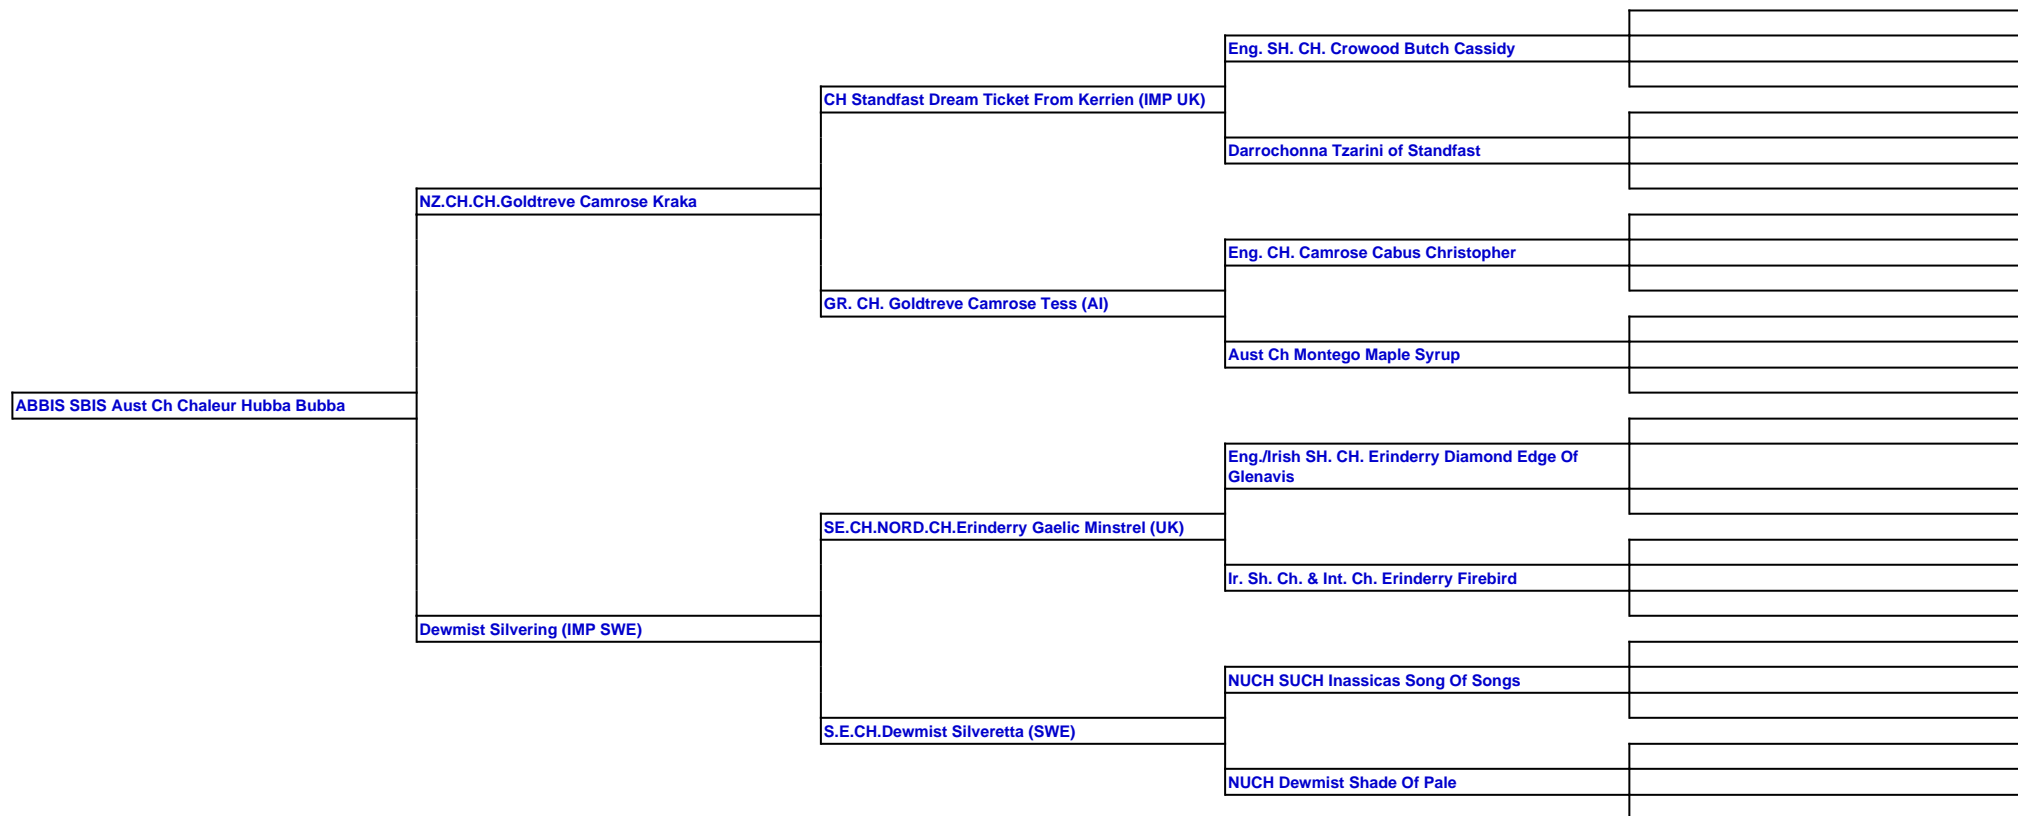 Eng. SH. CH. Crowood Butch Cassidy
CH Standfast Dream Ticket From Kerrien (IMP UK)
Darrochonna Tzarini of Standfast
NZ.CH.CH.Goldtreve Camrose Kraka
Eng. CH. Camrose Cabus Christopher
GR. CH. Goldtreve Camrose Tess (AI)
Aust Ch Montego Maple Syrup
ABBIS SBIS Aust Ch Chaleur Hubba Bubba
Eng./Irish SH. CH. Erinderry Diamond Edge Of
Glenavis
SE.CH.NORD.CH.Erinderry Gaelic Minstrel (UK)
Ir. Sh. Ch. & Int. Ch. Erinderry Firebird
Dewmist Silvering (IMP SWE)
NUCH SUCH Inassicas Song Of Songs
S.E.CH.Dewmist Silveretta (SWE)
NUCH Dewmist Shade Of Pale